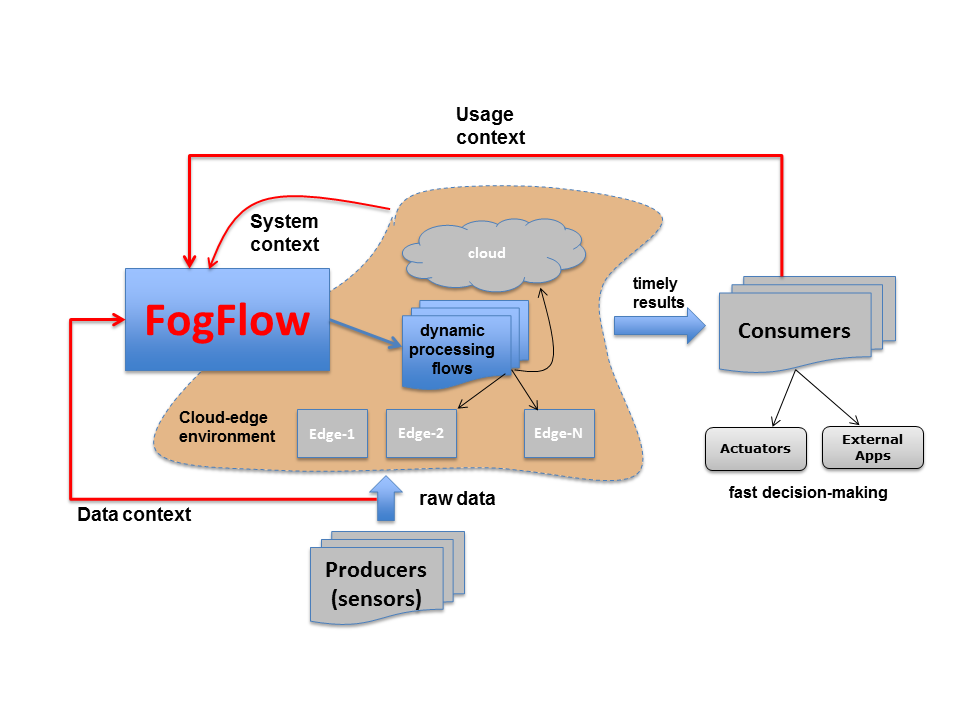 Usage
context
System
context
cloud
timely
results
FogFlow
dynamic
processing
flows
Consumers
Cloud-edge
environment
Edge-1
Edge-2
Edge-N
Actuators
External
Apps
fast decision-making
raw data
Data context
Producers
(sensors)